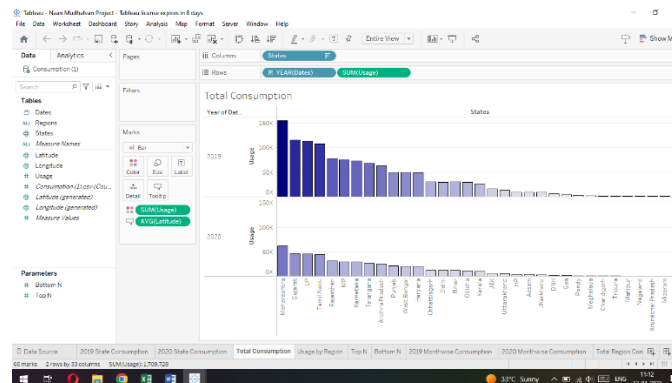 Tableau - Naan Mudhalvan Project - Tableau license expires in 8 days
File Data Worksheet Dashboard Story Analysis Map Format Server Window Help
Entire View
Show M
Data Analytics
Consumption (1)
Search
Tables
Dates
Abc Regions
States
Abc Measure Names
Latitude
Longitude
# Usage
# Consumption (1).csv (Cou...
Latitude (generated)
Longitude (generated)
# Measure Values
Parameters
# Bottom N
# Top N
Pages
Filters
Marks
Bar
Color Size Label
Detail Tooltip
SUM(Usage)
AVG(Latitude)
Columns States
Rows YEAR(Dates) SUM(Usage)
Total Consumption
Year of Dat.. States
2019 Usage 150K 100K 50K 0K
2020 Usage 150K
0K
Maharashtra
Gujarat
UP
Tamil Nadu
Rajasthan
MP
Karnataka
Telangana
Andhra Pradesh
Punjab
West Bengal
Haryana
Chhattisgarh
Delhi
Bihar
Odisha
Kerala
J&K
Uttarakhand
HP
Assam
Jharkhand
DNH
Goa
Pondy
Meghalaya
Chandigarh
Tripura
Manipur
Nagaland
Arunachal Pradesh
Mizoram
Data Source 2019 State Consumption 2020 State Consumption Total Consumption Usage by Region Top N Bottom N 2019 Monthwise Consumption 2020 Monthwise Consumption Total Region Con
66 marks 2 rows by 33 columns SUM(Usage): 1,709,728
33°C Sunny ENG 11:12